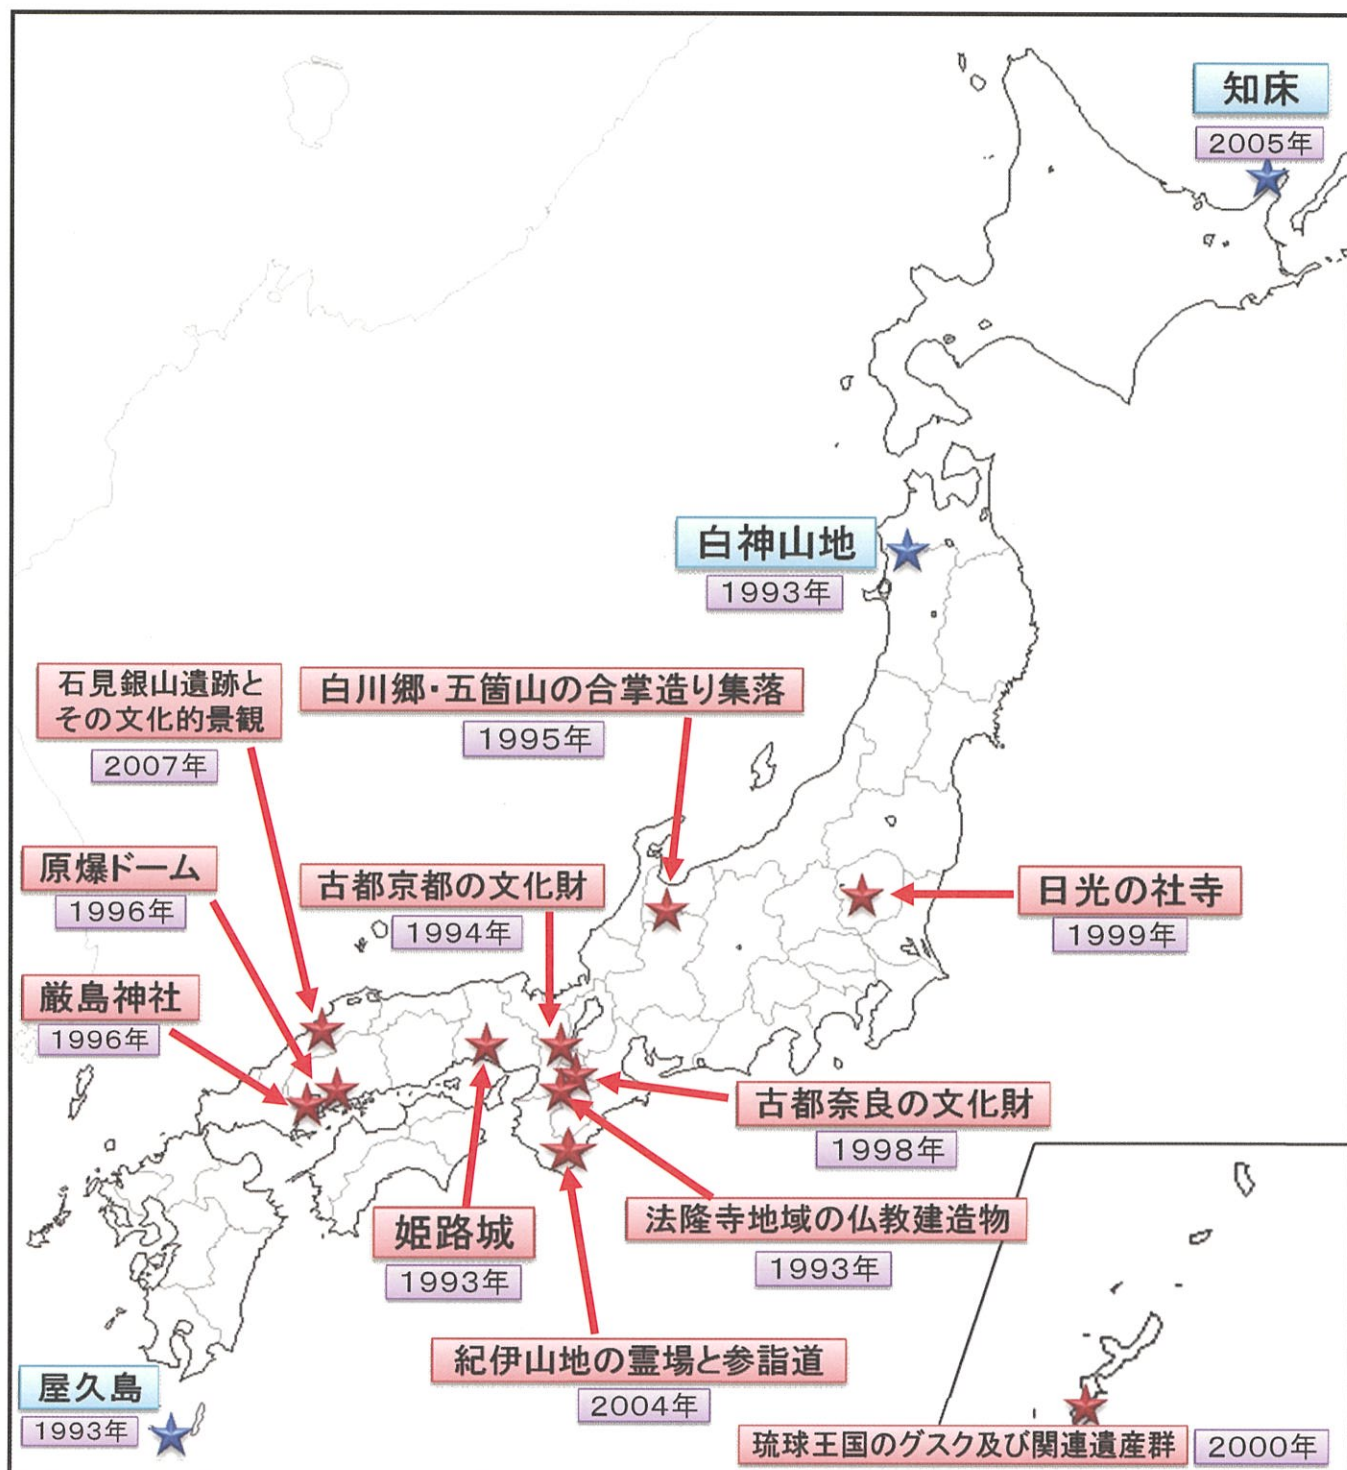 知床
2005年
白神山地
1993年
石見銀山遺跡と
その文化的景観
2007年
白川郷・五箇山の合掌造り集落
1995年
原爆ドーム
1996年
古都京都の文化財
1994年
日光の社寺
1999年
厳島神社
1996年
古都奈良の文化財
1998年
姫路城
1993年
法隆寺地域の仏教建造物
1993年
紀伊山地の霊場と参詣道
2004年
屋久島
1993年
琉球王国のグスク及び関連遺産群
2000年